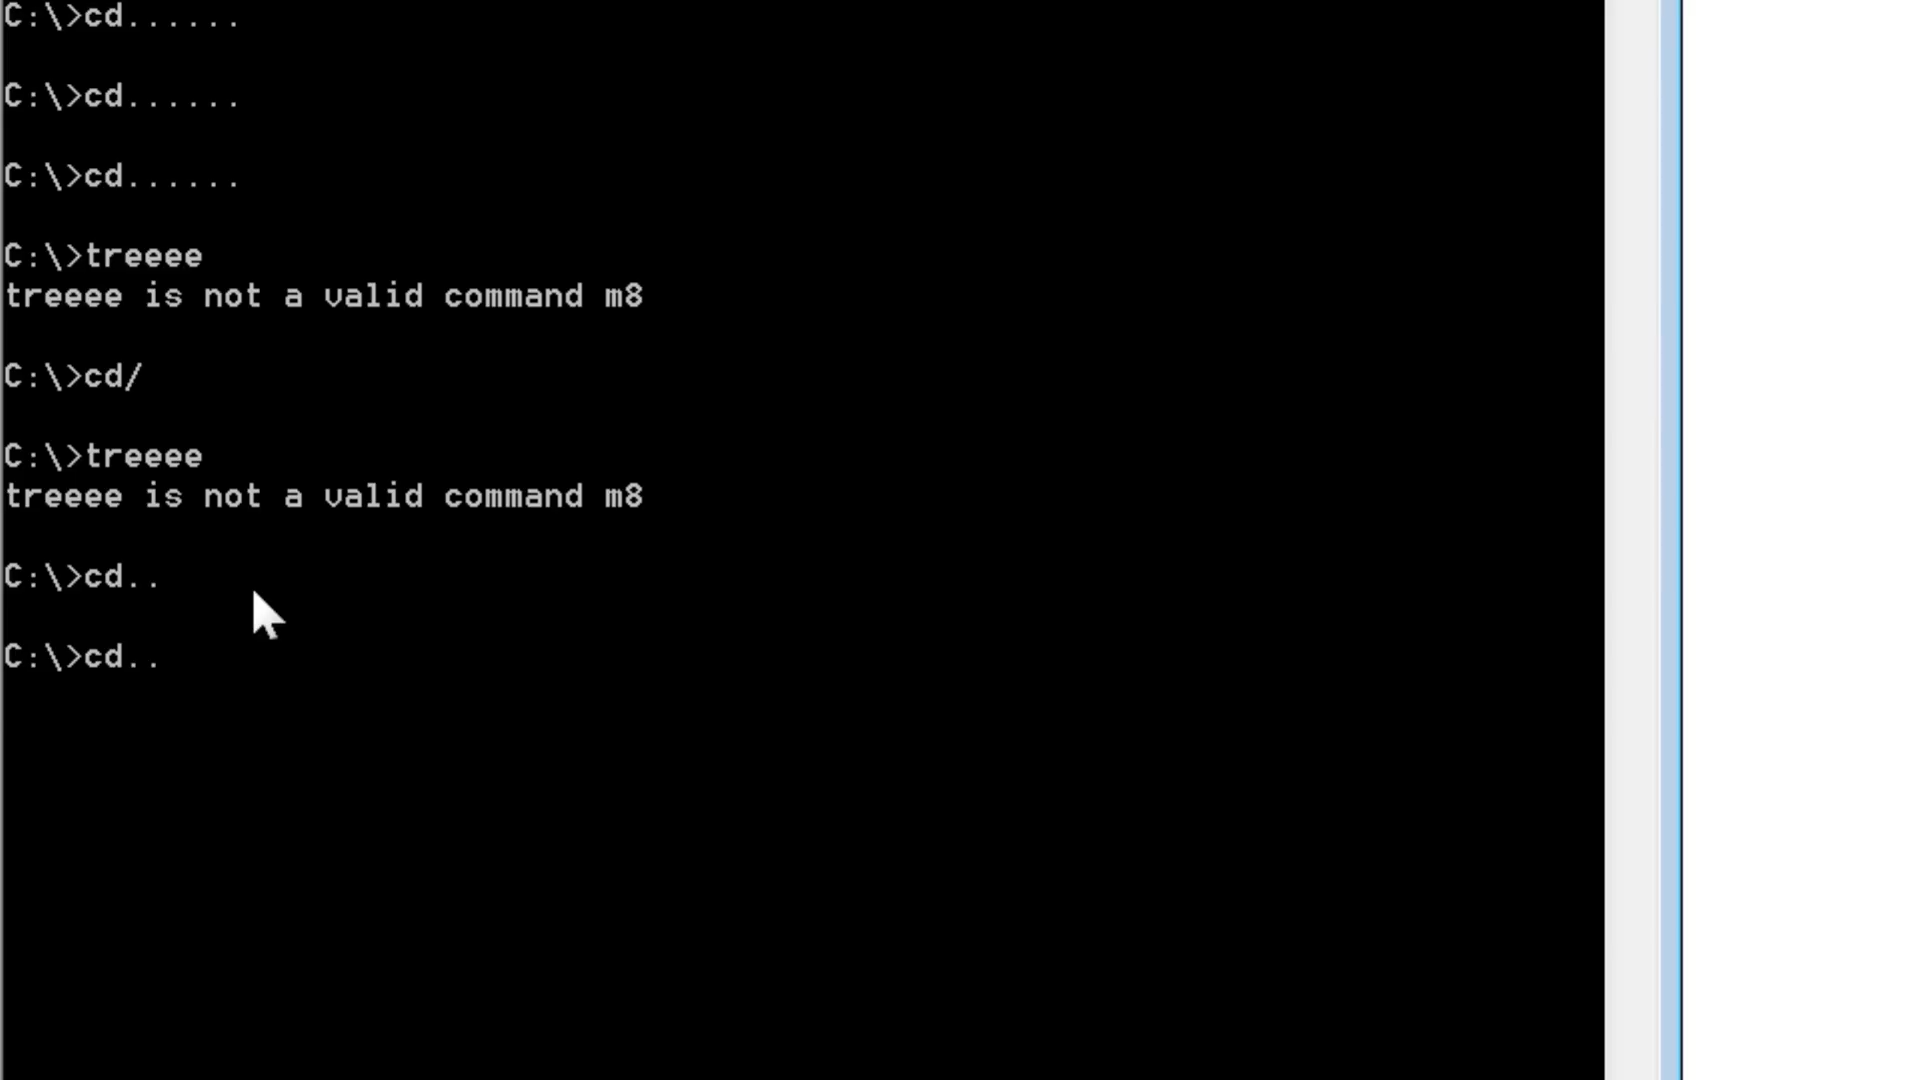 C:\>cd......
C:\>cd......
C:\>cd......
C:\>treeee
treeee is not a valid command m8
C:\>cd/
C:\>treeee
treeee is not a valid command m8
C:\>cd..
C:\>cd..